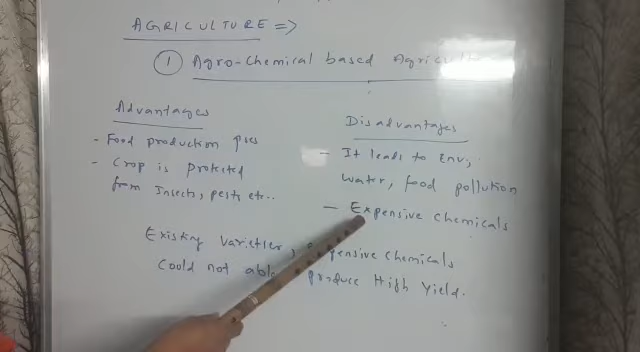 AGRICULTURE =>
① Agro-Chemical based
Advantages
- Food production
- Crop is protected
from Insects, pests etc..
Disadvantages
- It leads to Env,
water, food pollution
- Expensive chemicals
Existing varieties, chemicals
could not produce High Yield.